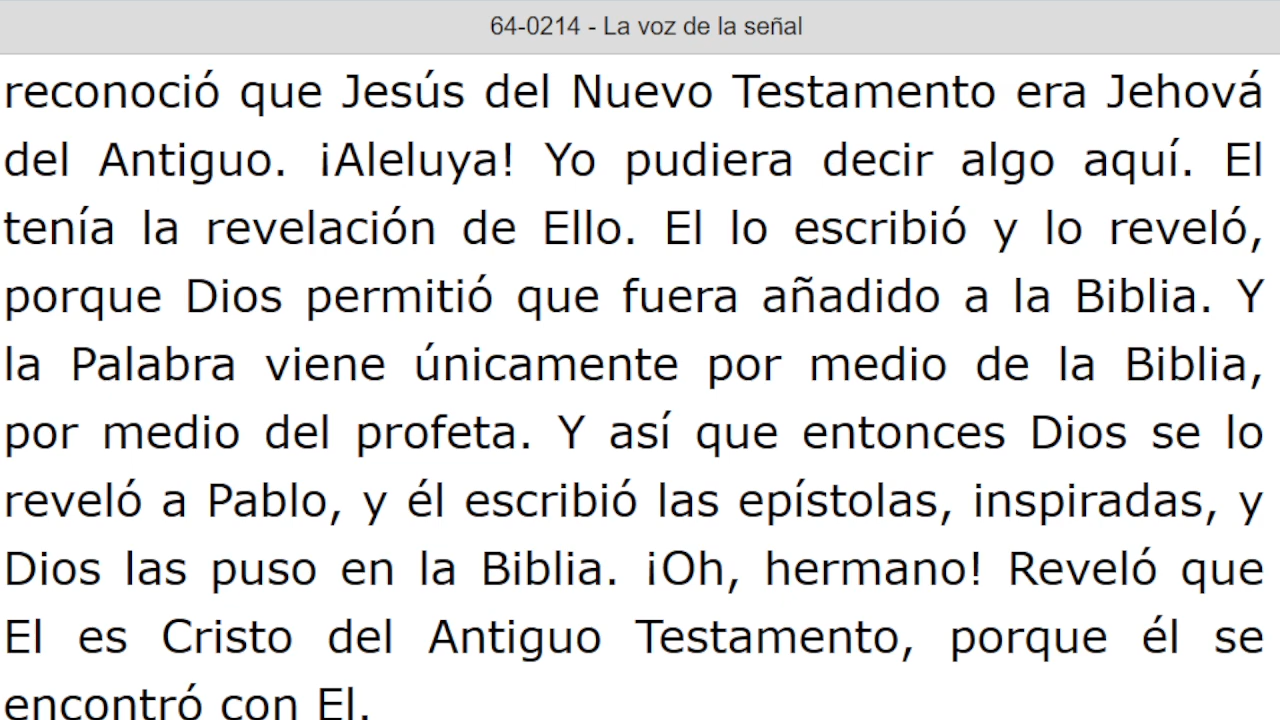 64-0214 - La voz de la señal
reconoció que Jesús del Nuevo Testamento era Jehová
del Antiguo. ¡Aleluya! Yo pudiera decir algo aquí. El
tenía la revelación de Ello. El lo escribió y lo reveló,
porque Dios permitió que fuera añadido a la Biblia. Y
la Palabra viene únicamente por medio de la Biblia,
por medio del profeta. Y así que entonces Dios se lo
reveló a Pablo, y él escribió las epístolas, inspiradas, y
Dios las puso en la Biblia. ¡Oh, hermano! Reveló que
El es Cristo del Antiguo Testamento, porque él se
encontró con El.